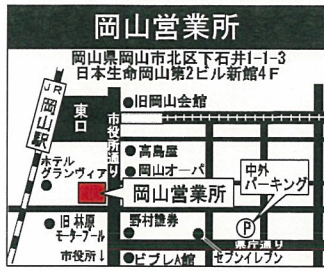 岡山営業所
岡山県岡山市北区下石井1-1-3
日本生命岡山第2ビル新館4F
JR
岡山駅
東口
市役所通り
旧岡山会館
高島屋
岡山オーパ
ホテル
グランヴィア
岡山営業所
中外
パーキング
旧林原
モータープール
野村證券
P
県庁通り
市役所↓
ビブレA館
セブンイレブン